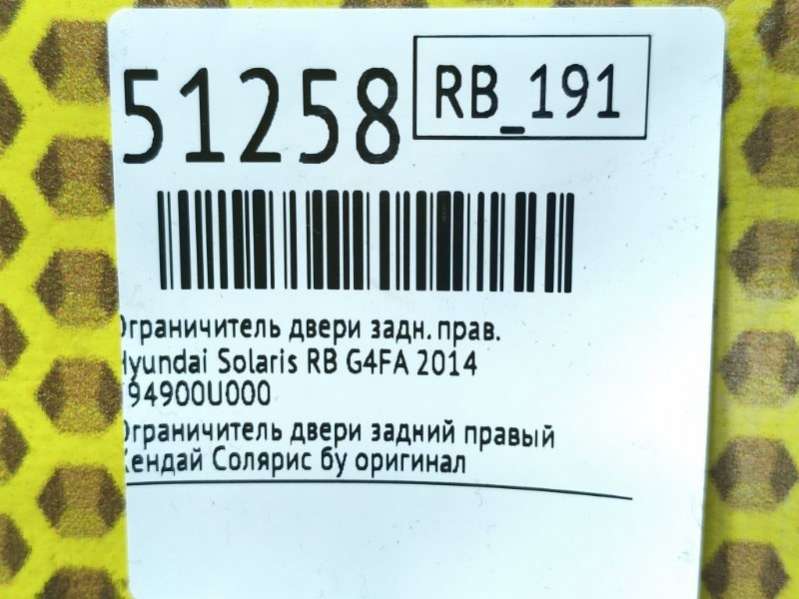 51258
RB_191
Ограничитель двери задн. прав.
Hyundai Solaris RB G4FA 2014
794900U000
Ограничитель двери задний правый
Хендай Солярис бу оригинал